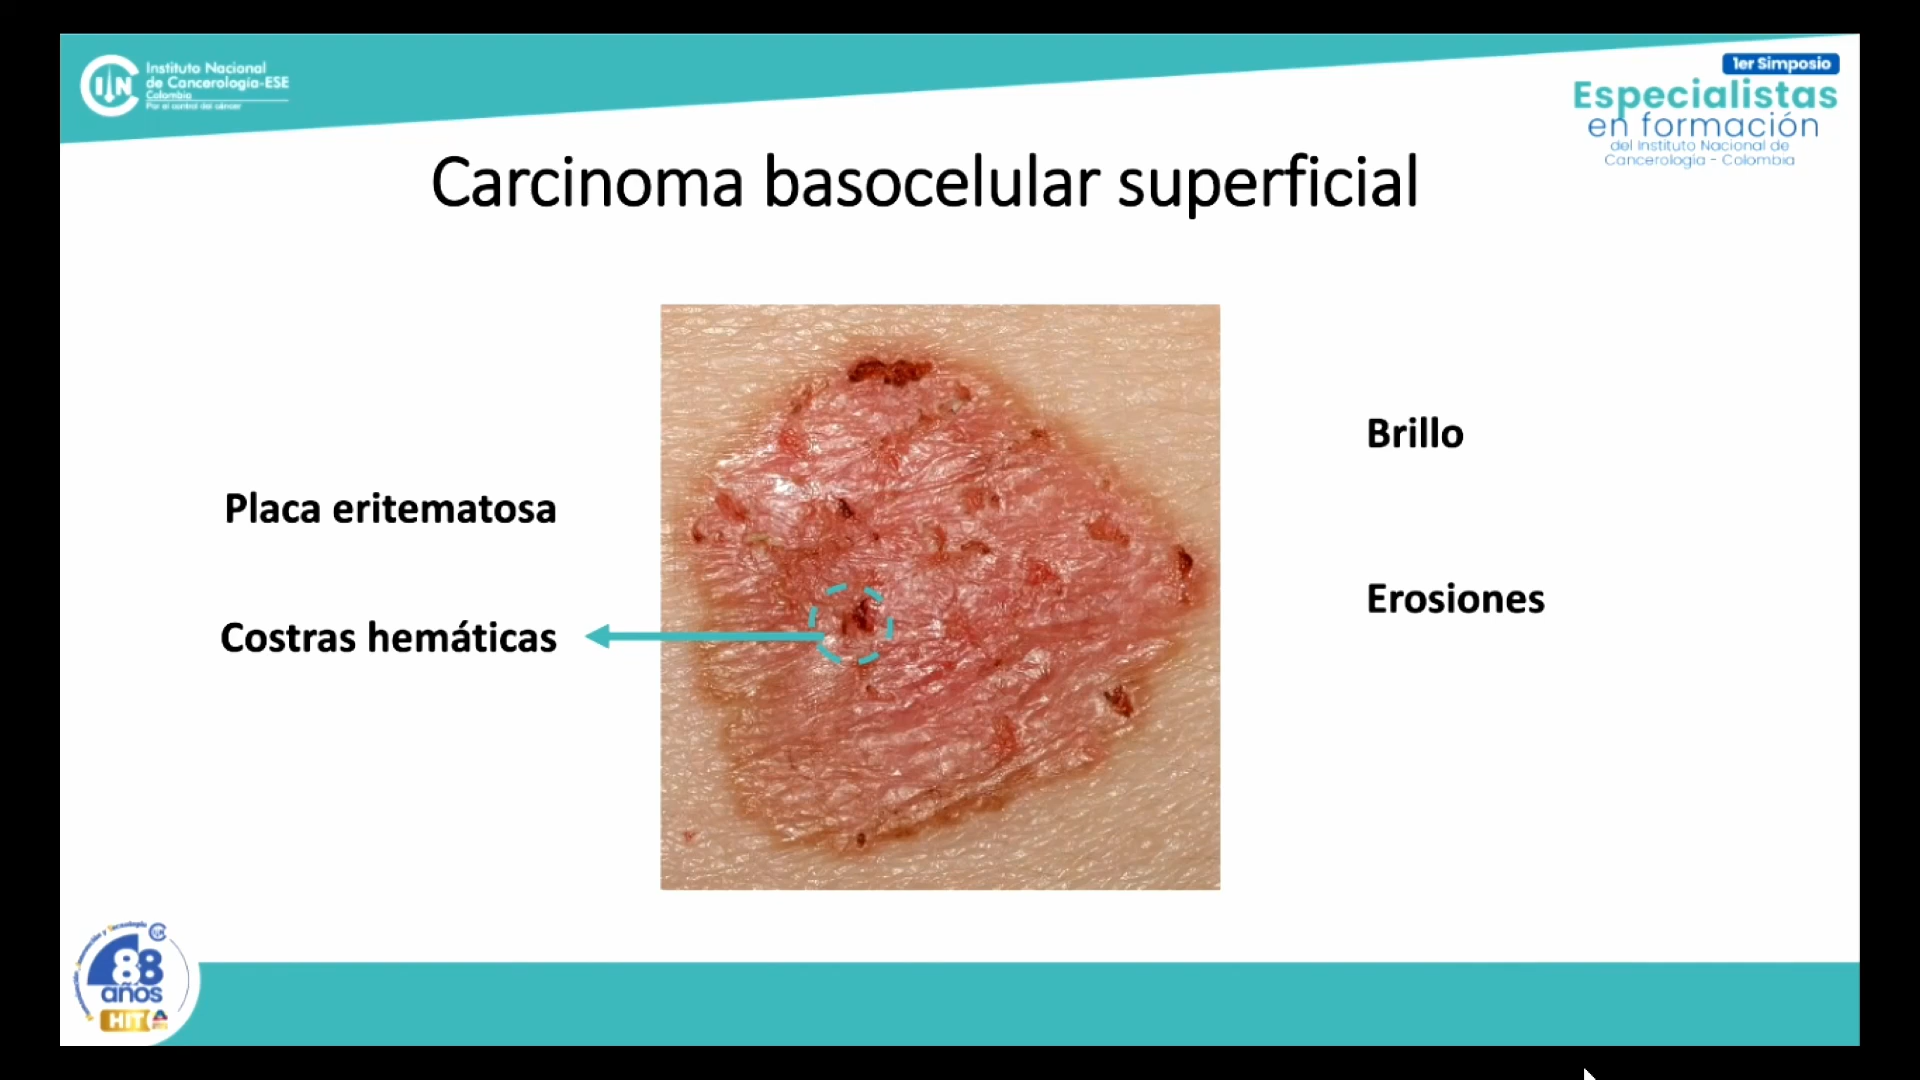 Instituto Nacional
de Cancerología-ESE
Colombia
Por el control del cáncer
1er Simposio
Especialistas
en formación
del Instituto Nacional de
Cancerología - Colombia
Carcinoma basocelular superficial
Brillo
Placa eritematosa
Erosiones
Costras hemáticas
88
años
HIT